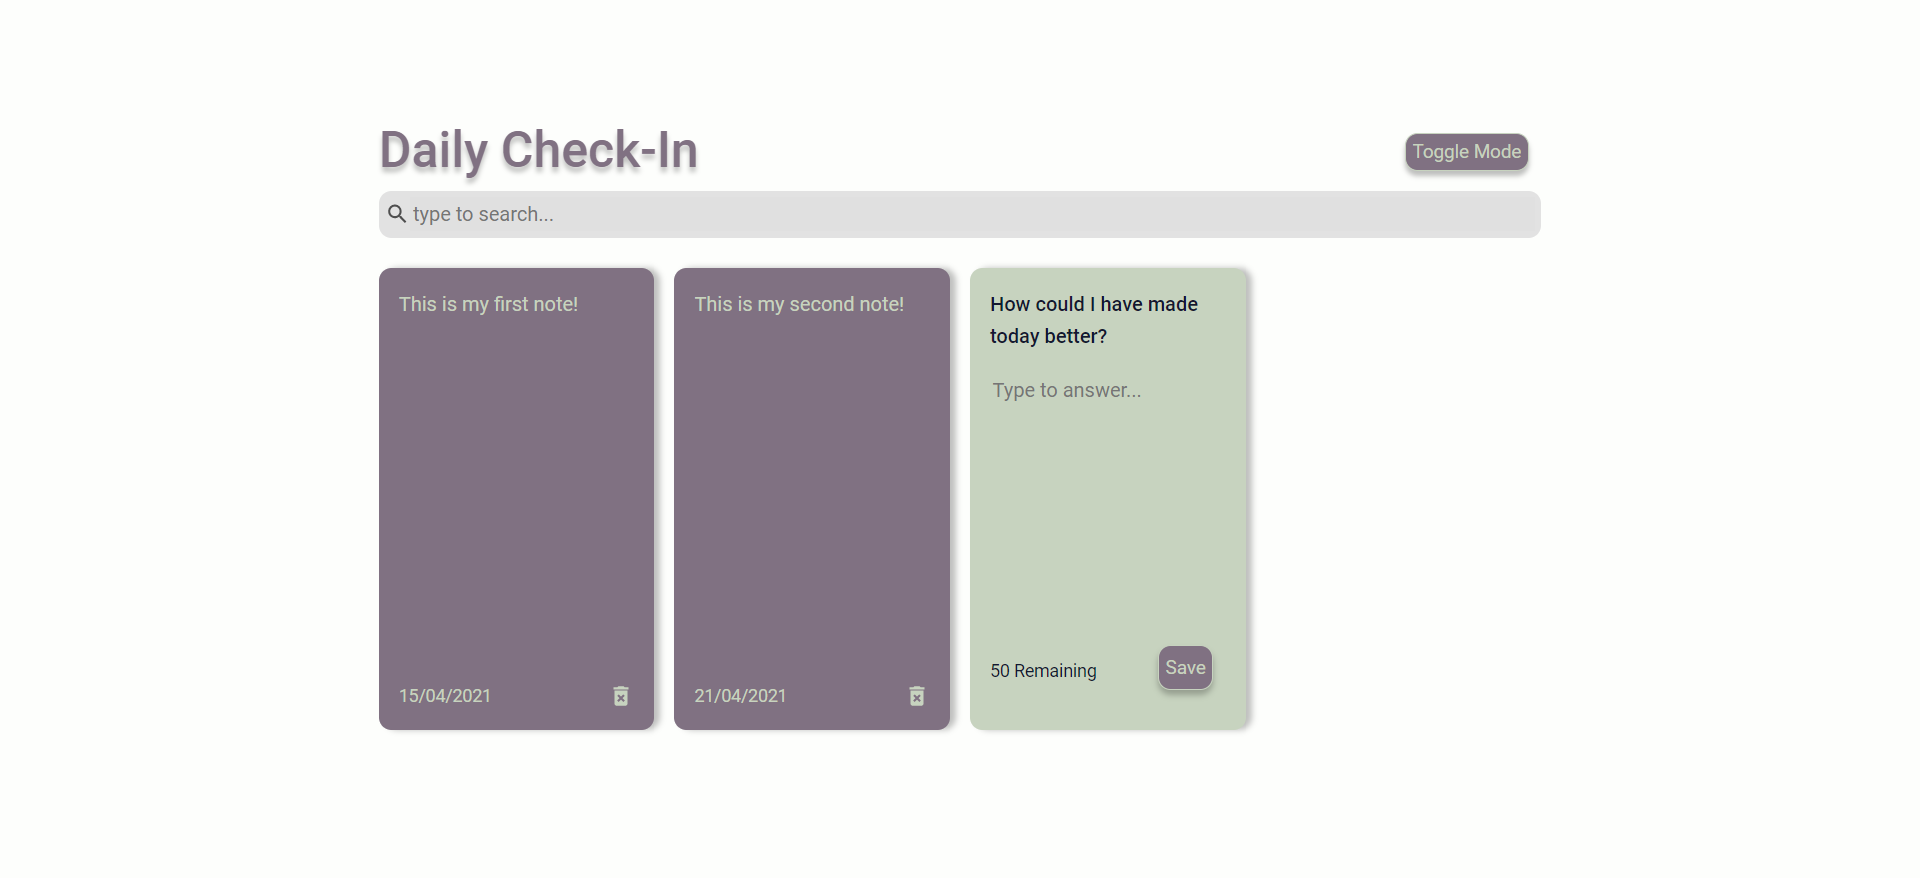 Daily Check-In
Toggle Mode
type to search...
This is my first note!
15/04/2021
This is my second note!
21/04/2021
How could I have made
today better?
Type to answer...
50 Remaining
Save